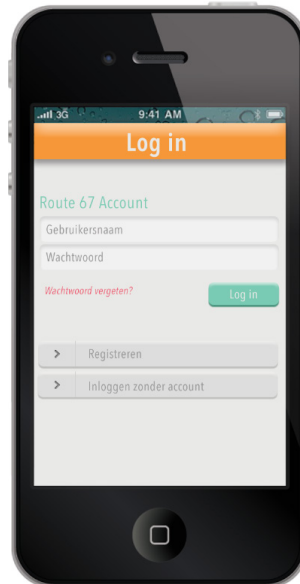 3G 9:41 AM
Log in
Route 67 Account
Gebruikersnaam
Wachtwoord
Wachtwoord vergeten? Log in
Registreren
Inloggen zonder account